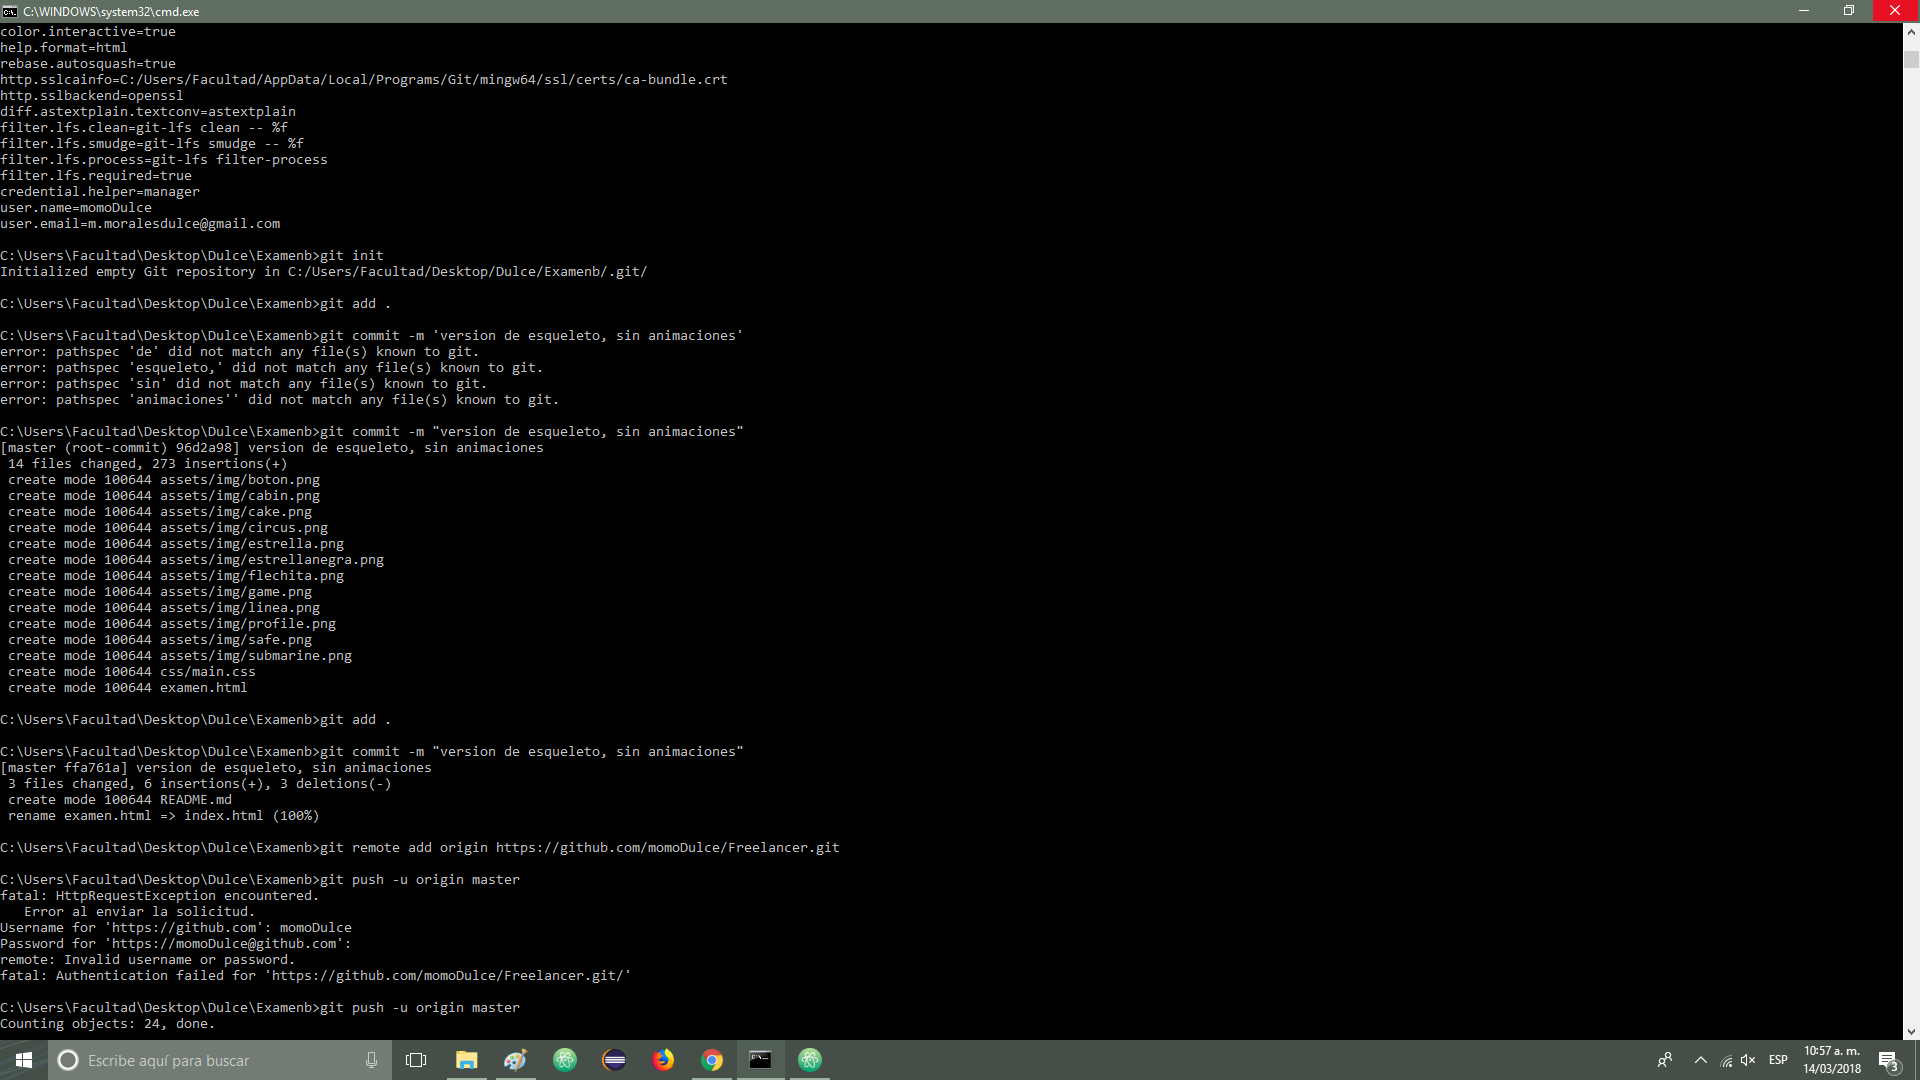 C:\WINDOWS\system32\cmd.exe
color.interactive=true
help.format=html
rebase.autosquash=true
http.sslcainfo=C:/Users/Facultad/AppData/Local/Programs/Git/mingw64/ssl/certs/ca-bundle.crt
http.sslbackend=openssl
diff.astextplain.textconv=astextplain
filter.lfs.clean=git-lfs clean -- %f
filter.lfs.smudge=git-lfs smudge -- %f
filter.lfs.process=git-lfs filter-process
filter.lfs.required=true
credential.helper=manager
user.name=momoDulce
user.email=m.moralesdulce@gmail.com
C:\Users\Facultad\Desktop\Dulce\Examenb>git init
Initialized empty Git repository in C:/Users/Facultad/Desktop/Dulce/Examenb/.git/
C:\Users\Facultad\Desktop\Dulce\Examenb>git add .
C:\Users\Facultad\Desktop\Dulce\Examenb>git commit -m 'version de esqueleto, sin animaciones'
error: pathspec 'de' did not match any file(s) known to git.
error: pathspec 'esqueleto,' did not match any file(s) known to git.
error: pathspec 'sin' did not match any file(s) known to git.
error: pathspec 'animaciones'' did not match any file(s) known to git.
C:\Users\Facultad\Desktop\Dulce\Examenb>git commit -m "version de esqueleto, sin animaciones"
[master (root-commit) 96d2a98] version de esqueleto, sin animaciones
14 files changed, 273 insertions(+)
create mode 100644 assets/img/boton.png
create mode 100644 assets/img/cabin.png
create mode 100644 assets/img/cake.png
create mode 100644 assets/img/circus.png
create mode 100644 assets/img/estrella.png
create mode 100644 assets/img/estrellanegra.png
create mode 100644 assets/img/flechita.png
create mode 100644 assets/img/game.png
create mode 100644 assets/img/linea.png
create mode 100644 assets/img/profile.png
create mode 100644 assets/img/safe.png
create mode 100644 assets/img/submarine.png
create mode 100644 css/main.css
create mode 100644 examen.html
C:\Users\Facultad\Desktop\Dulce\Examenb>git add .
C:\Users\Facultad\Desktop\Dulce\Examenb>git commit -m "version de esqueleto, sin animaciones"
[master ffa761a] version de esqueleto, sin animaciones
3 files changed, 6 insertions(+), 3 deletions(-)
create mode 100644 README.md
rename examen.html => index.html (100%)
C:\Users\Facultad\Desktop\Dulce\Examenb>git remote add origin https://github.com/momoDulce/Freelancer.git
C:\Users\Facultad\Desktop\Dulce\Examenb>git push -u origin master
fatal: HttpRequestException encountered.
Error al enviar la solicitud.
Username for 'https://github.com': momoDulce
Password for 'https://momoDulce@github.com':
remote: Invalid username or password.
fatal: Authentication failed for 'https://github.com/momoDulce/Freelancer.git/'
C:\Users\Facultad\Desktop\Dulce\Examenb>git push -u origin master
Counting objects: 24, done.
Escribe aquí para buscar
ESP
10:57 a. m.
14/03/2018
3